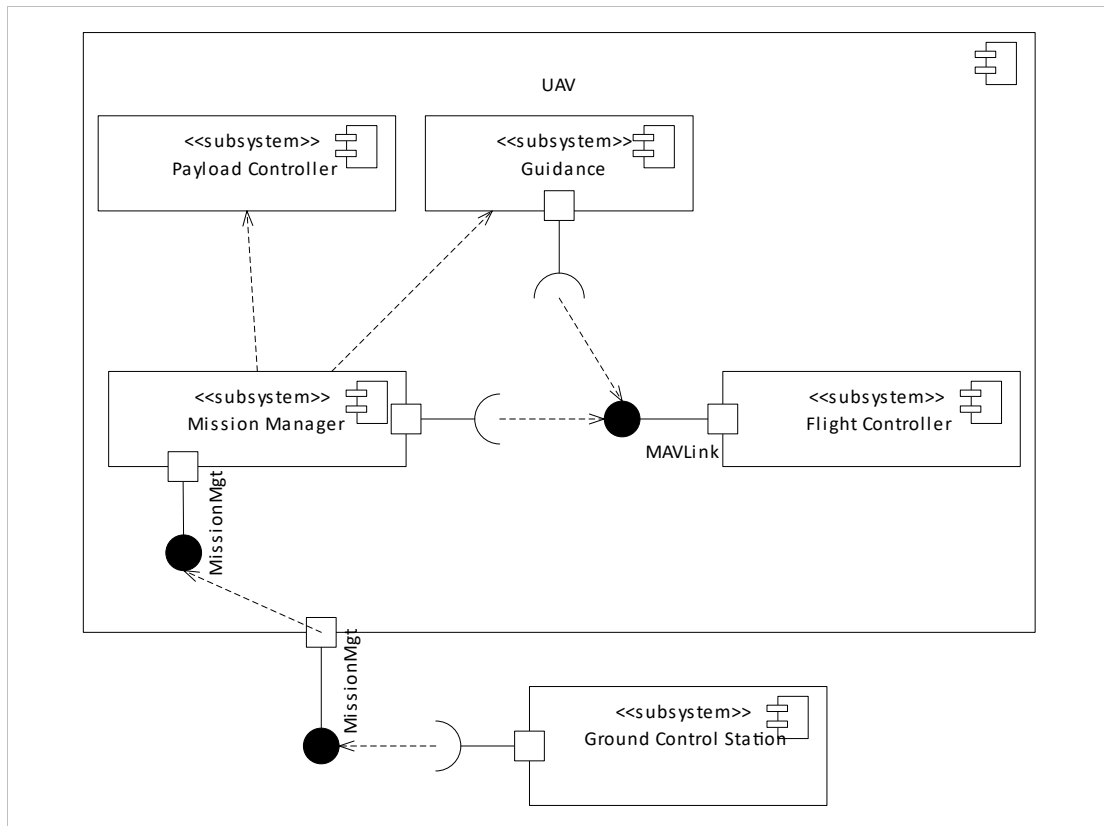 UAV
<<subsystem>>
Payload Controller
<<subsystem>>
Guidance
<<subsystem>>
Mission Manager
<<subsystem>>
Flight Controller
MAVLink
MissionMgt
MissionMgt
<<subsystem>>
Ground Control Station